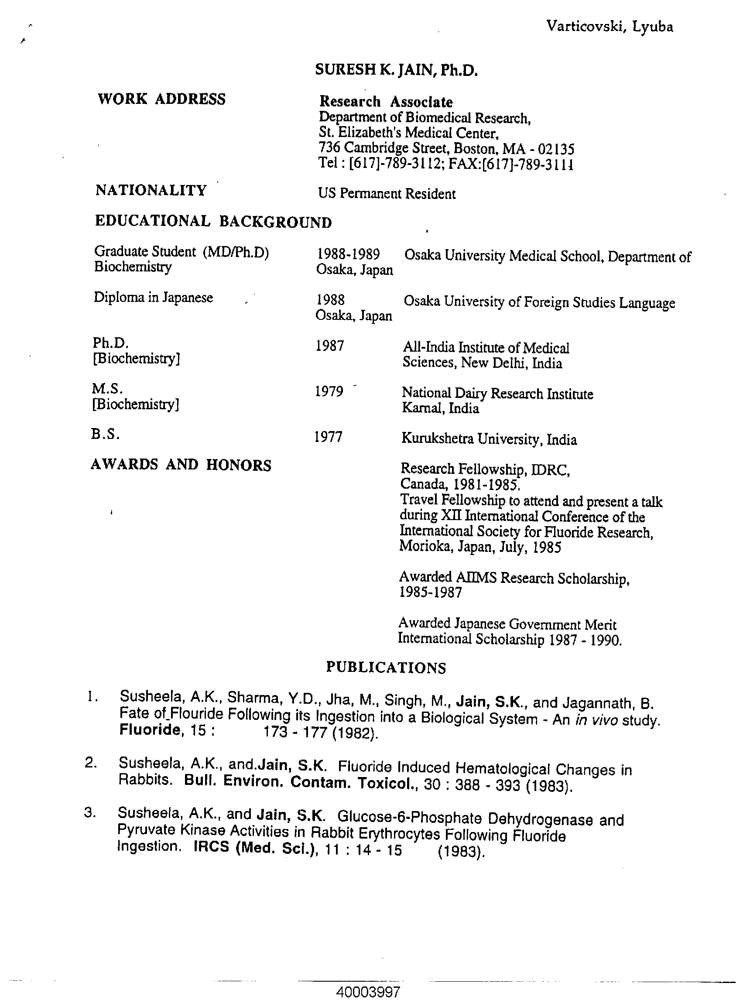 Varticovski, Lyuba
SURESH K. JAIN, Ph.D.
WORK ADDRESS
Research Associate
Department of Biomedical Research,
St. Elizabeth's Medical Center,
736 Cambridge Street, Boston, MA - 02135
Tel : [617]-789-3112; FAX:[617]-789-3111
NATIONALITY US Permanent Resident
EDUCATIONAL BACKGROUND
Graduate Student (MD/Ph.D) 1988-1989 Osaka University Medical School, Department of
Biochemistry Osaka, Japan
Diploma in Japanese 1988 Osaka University of Foreign Studies Language
Osaka, Japan
Ph.D. 1987 All-India Institute of Medical
[Biochemistry] Sciences, New Delhi, India
M.S. 1979 National Dairy Research Institute
[Biochemistry] Karnal, India
B.S. 1977 Kurukshetra University, India
AWARDS AND HONORS Research Fellowship, IDRC,
Canada, 1981-1985.
Travel Fellowship to attend and present a talk
during XII International Conference of the
International Society for Fluoride Research,
Morioka, Japan, July, 1985
Awarded AIIMS Research Scholarship,
1985-1987
Awarded Japanese Government Merit
International Scholarship 1987 - 1990.
PUBLICATIONS
1. Susheela, A.K., Sharma, Y.D., Jha, M., Singh, M., Jain, S.K., and Jagannath, B.
Fate of Flouride Following its Ingestion into a Biological System - An in vivo study.
Fluoride, 15 : 173 - 177 (1982).
2. Susheela, A.K., and.Jain, S.K. Fluoride Induced Hematological Changes in
Rabbits. Bull. Environ. Contam. Toxicol., 30 : 388 - 393 (1983).
3. Susheela, A.K., and Jain, S.K. Glucose-6-Phosphate Dehydrogenase and
Pyruvate Kinase Activities in Rabbit Erythrocytes Following Fluoride
Ingestion. IRCS (Med. Sci.), 11 : 14 - 15 (1983).
40003997